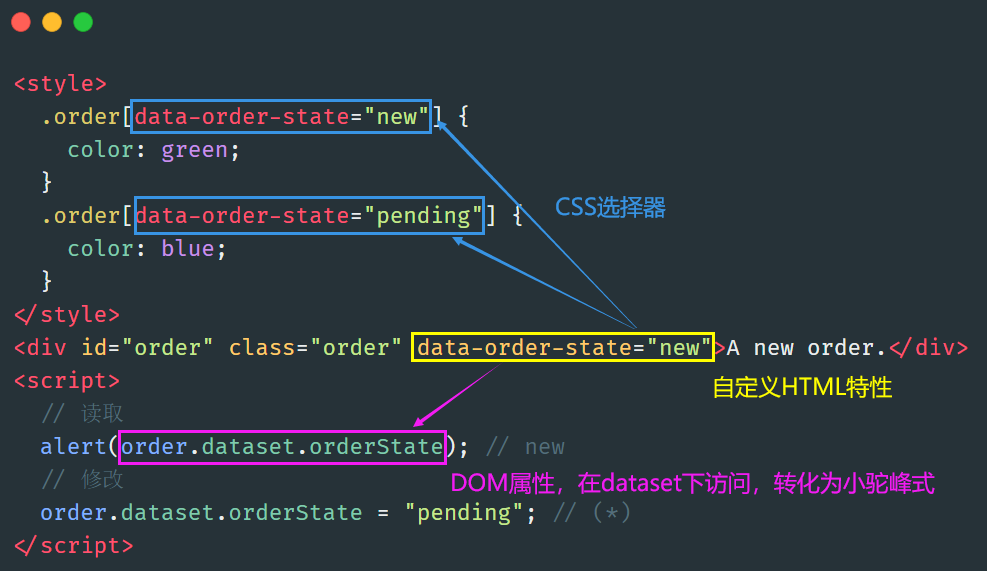 <style>
.order[data-order-state="new"] {
color: green;
}
.order[data-order-state="pending"] {
CSS选择器
color: blue;
}
</style>
<div id="order" class="order" data-order-state="new">A new order.</div>
<script>
自定义HTML特性
// 读取
alert(order.dataset.orderState); // new
// 修改
DOM属性，在dataset下访问，转化为小驼峰式
order.dataset.orderState = "pending"; // (*)
</script>